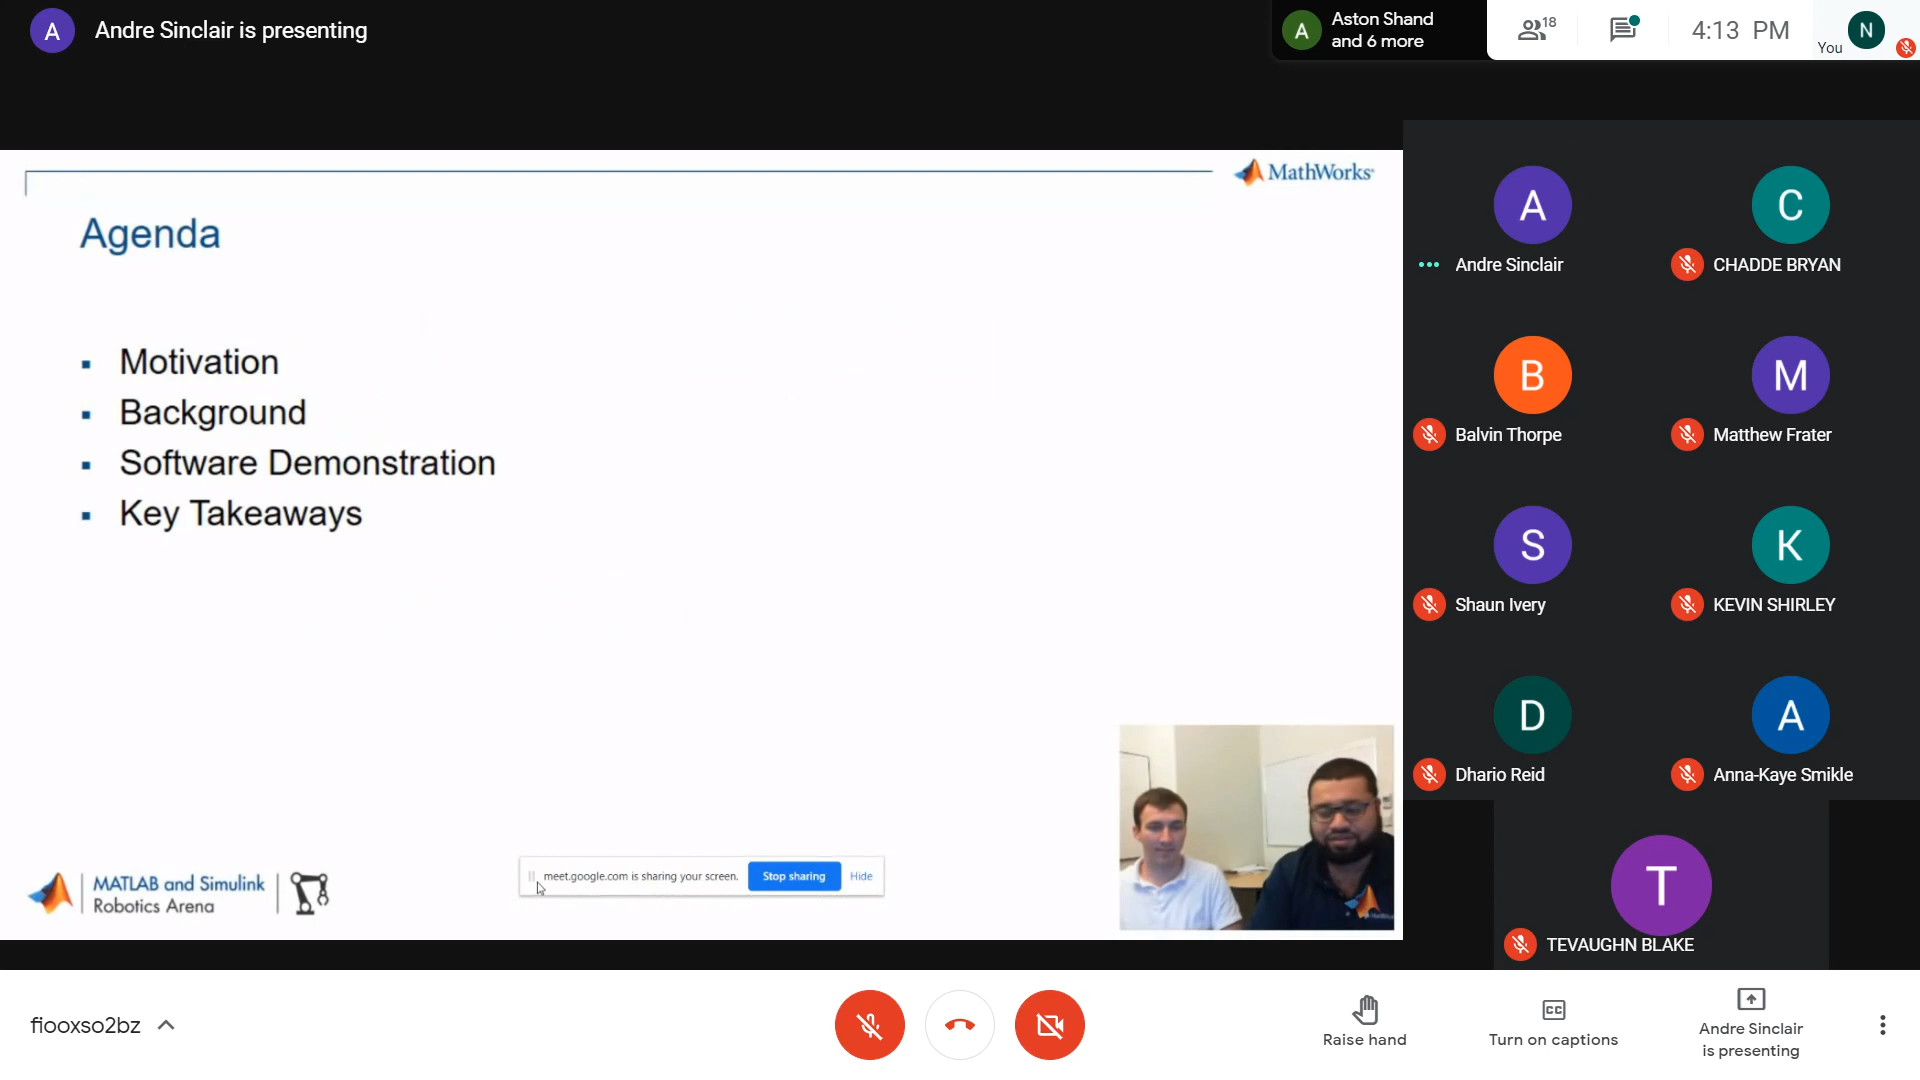 A
Andre Sinclair is presenting
A
Aston Shand
and 6 more
18
4:13 PM
You
N
MathWorks
Agenda
Motivation
Background
Software Demonstration
Key Takeaways
MATLAB and Simulink
Robotics Arena
meet.google.com is sharing your screen.
Stop sharing
Hide
A
Andre Sinclair
C
CHADDE BRYAN
B
Balvin Thorpe
M
Matthew Frater
S
Shaun Ivery
K
KEVIN SHIRLEY
D
Dhario Reid
A
Anna-Kaye Smikle
T
TEVAUGHN BLAKE
fiooxso2bz
Raise hand
CC
Turn on captions
Andre Sinclair
is presenting